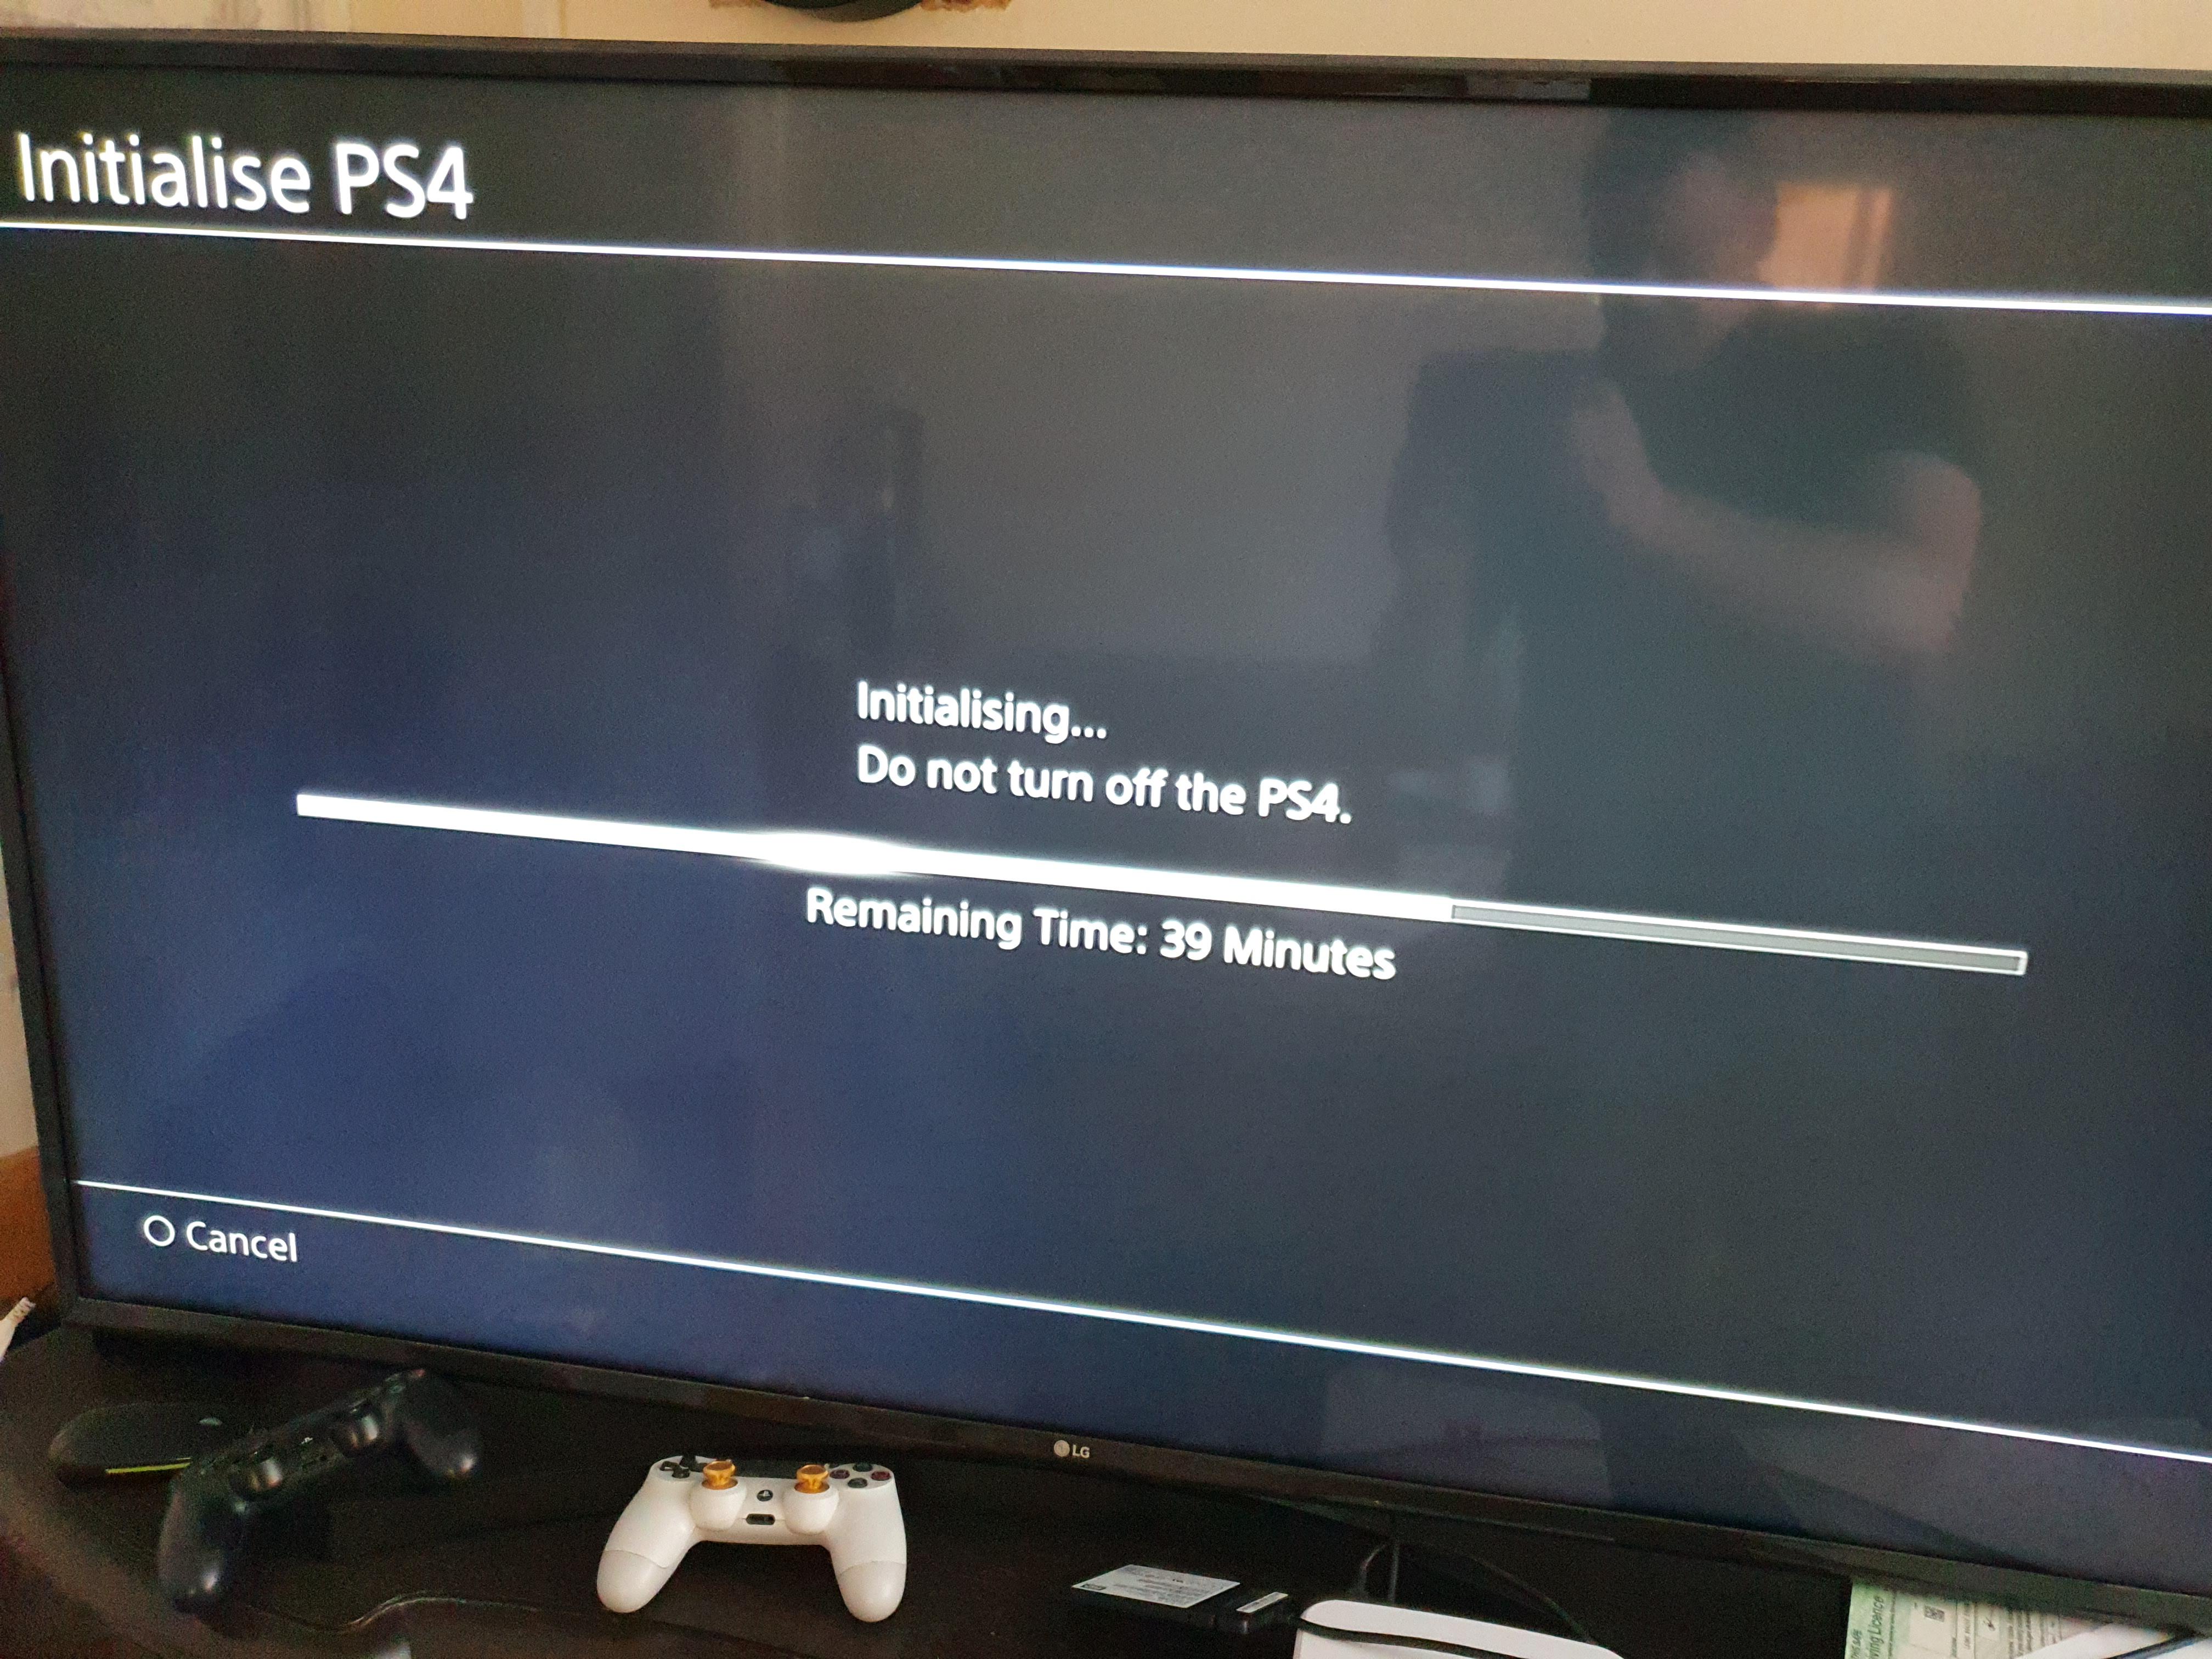 Initialise PS4
Initialising...
Do not turn off the PS4.
Remaining Time: 39 Minutes
Cancel
LG